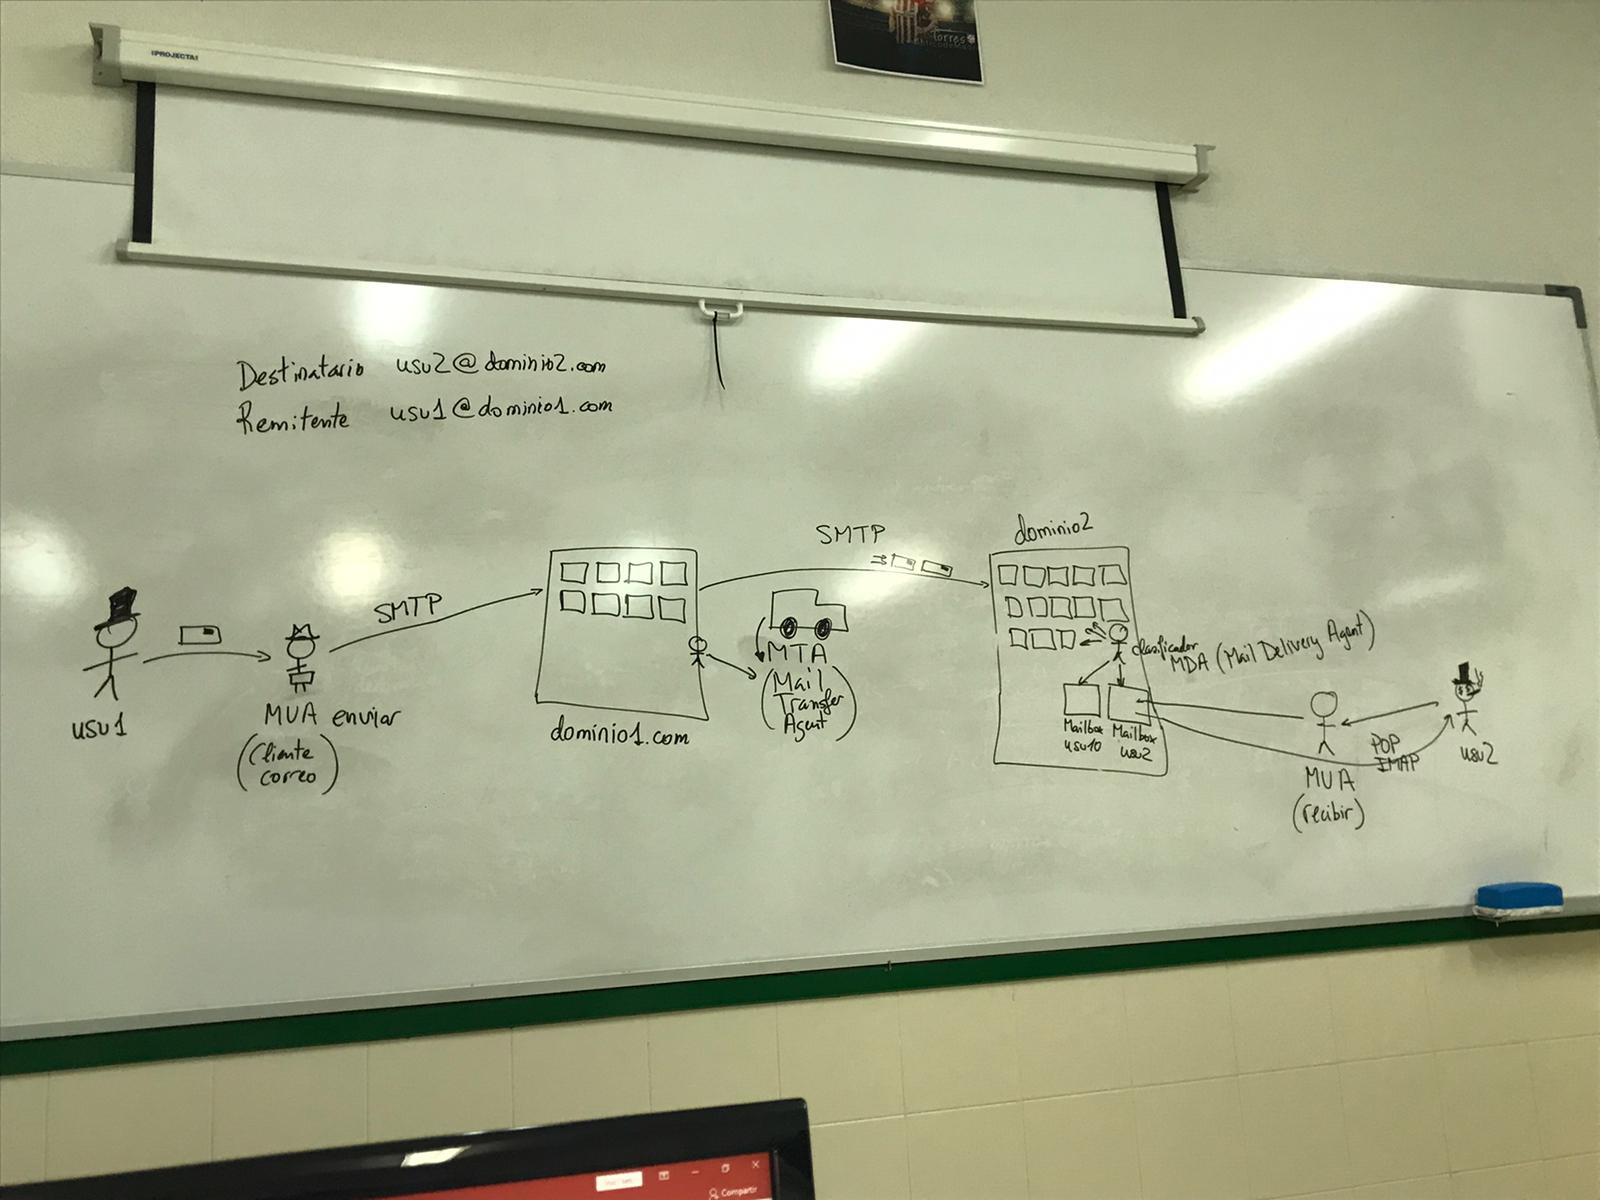 ¡PROJECTA!
Torres
Destinatario usu2@dominio2.com
Remitente usu1@dominio1.com
SMTP
dominio2
SMTP
clasificador
MDA (Mail Delivery Agent)
MTA
(Mail
Transfer
Agent)
usu1
MUA enviar
(Cliente
correo)
dominio1.com
Mailbox
usu10
Mailbox
usu2
POP
IMAP
usu2
MUA
(recibir)
Compartir